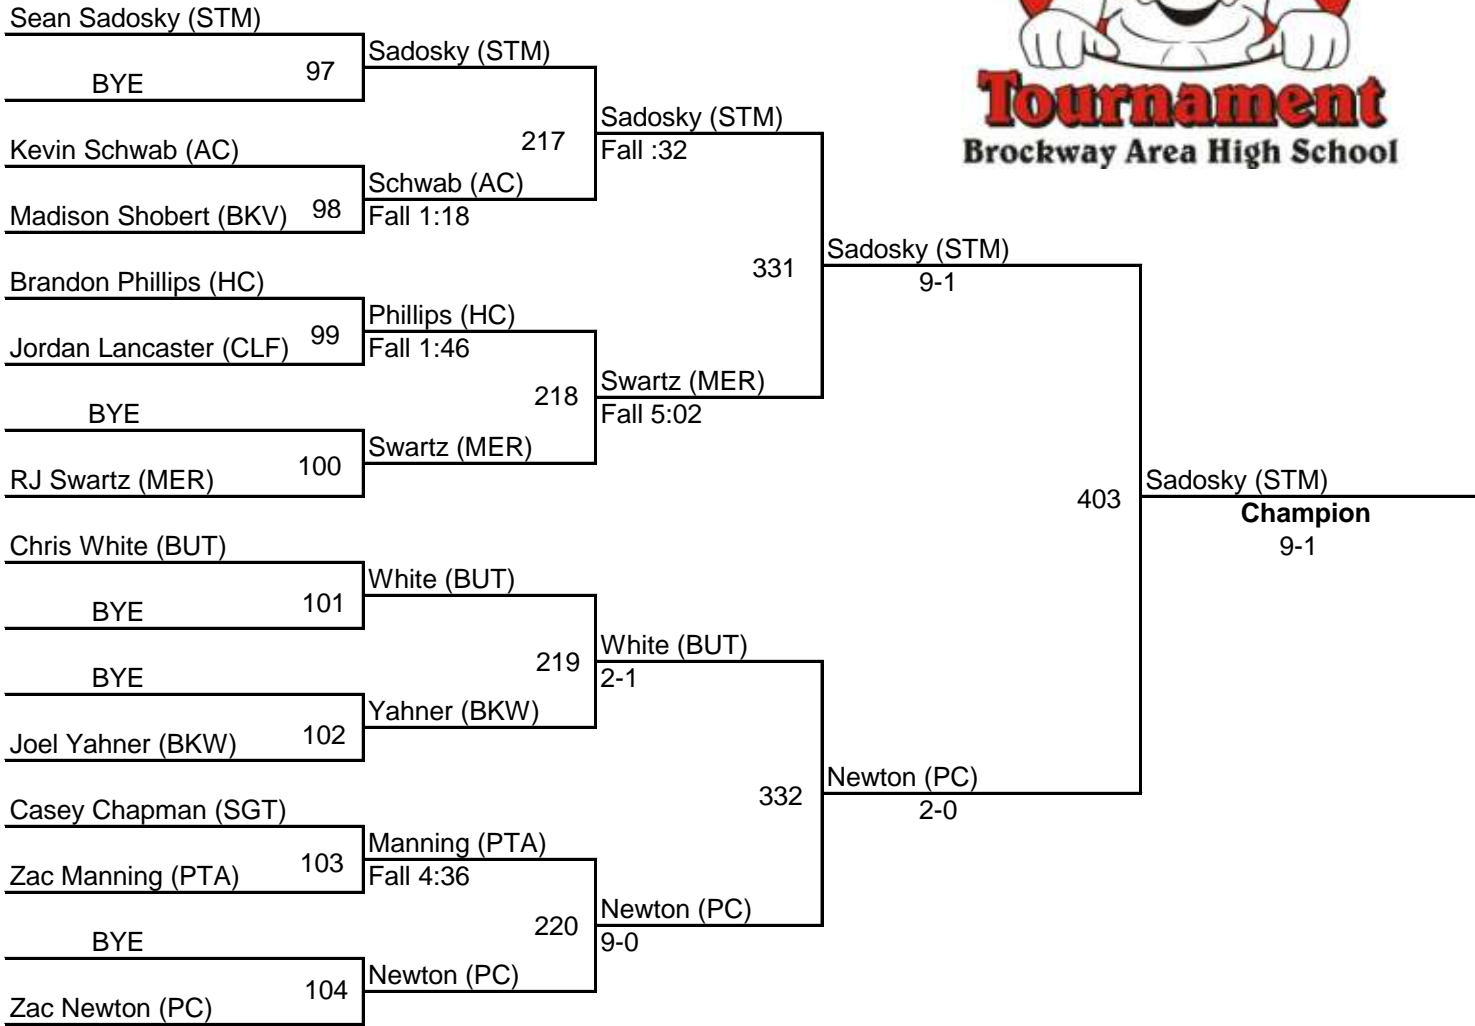 Sean Sadosky (STM)
BYE
97
Sadosky (STM)
Kevin Schwab (AC)
Madison Shobert (BKV)
98
Schwab (AC)
Fall 1:18
217
Sadosky (STM)
Fall :32
Brandon Phillips (HC)
Jordan Lancaster (CLF)
99
Phillips (HC)
Fall 1:46
BYE
RJ Swartz (MER)
100
Swartz (MER)
218
Swartz (MER)
Fall 5:02
331
Sadosky (STM)
9-1
Chris White (BUT)
BYE
101
White (BUT)
BYE
Joel Yahner (BKW)
102
Yahner (BKW)
219
White (BUT)
2-1
Casey Chapman (SGT)
Zac Manning (PTA)
103
Manning (PTA)
Fall 4:36
BYE
Zac Newton (PC)
104
Newton (PC)
220
Newton (PC)
9-0
332
Newton (PC)
2-0
403
Sadosky (STM)
Champion
9-1
Tournament
Brockway Area High School